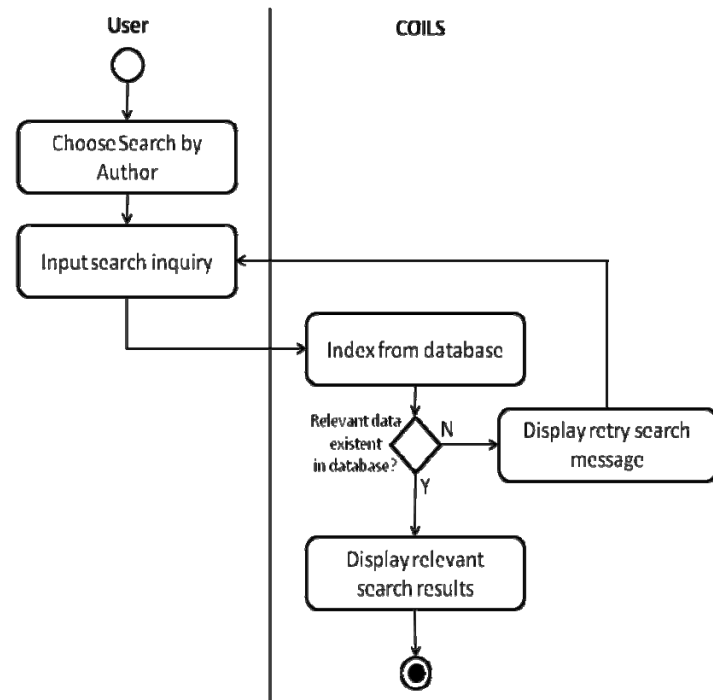 User
COILS
Choose Search by
Author
Input search inquiry
Index from database
Relevant data
existent
in database?
N
Y
Display retry search
message
Display relevant
search results